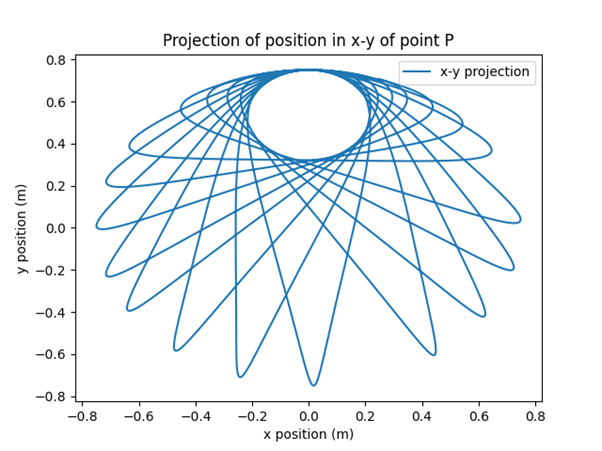 Projection of position in x-y of point P
x-y projection
y position (m)
0.8
0.6
0.4
0.2
0.0
−0.2
−0.4
−0.6
−0.8
−0.8 −0.6 −0.4 −0.2 0.0 0.2 0.4 0.6 0.8
x position (m)